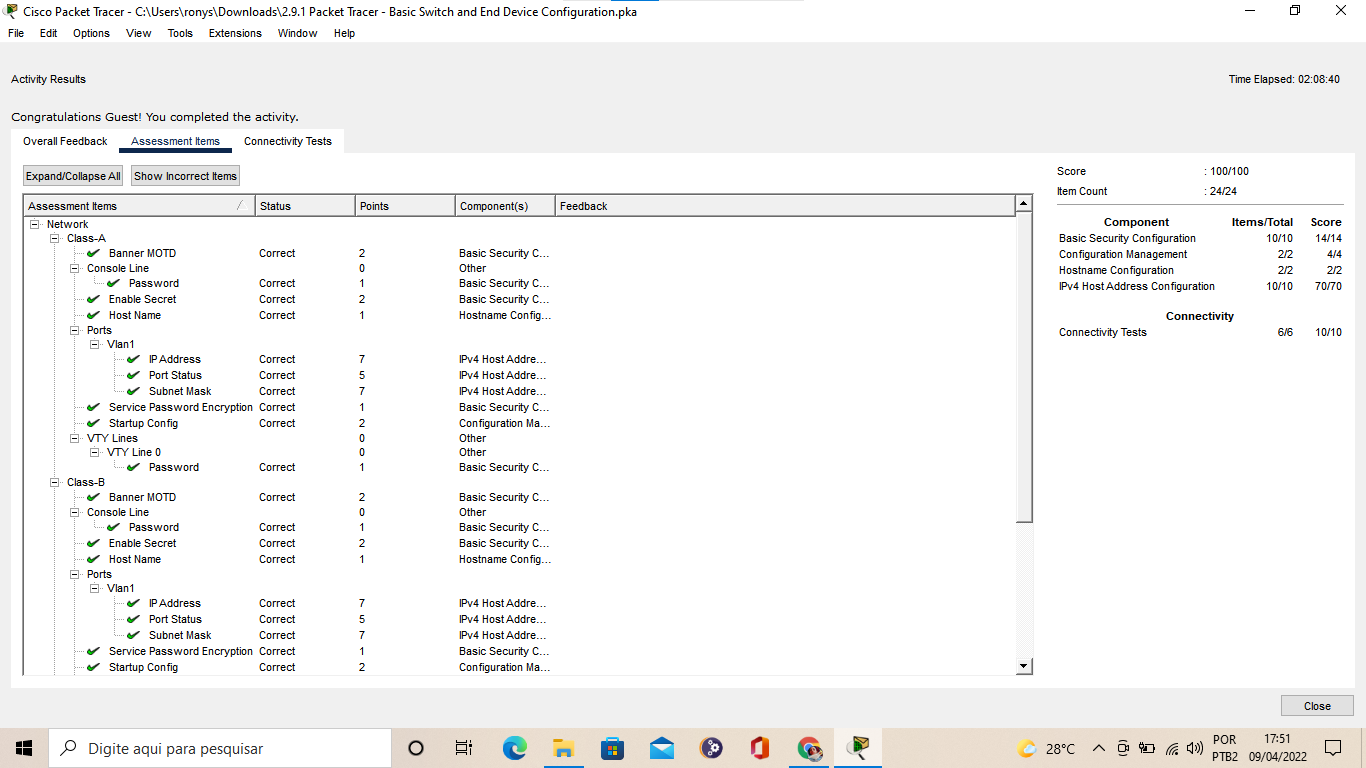 Cisco Packet Tracer - C:\Users\ronys\Downloads\2.9.1 Packet Tracer - Basic Switch and End Device Configuration.pka
File Edit Options View Tools Extensions Window Help
Activity Results
Time Elapsed: 02:08:40
Congratulations Guest! You completed the activity.
Overall Feedback Assessment Items Connectivity Tests
Expand/Collapse All Show Incorrect Items
Assessment Items Status Points Component(s) Feedback
Network
Class-A
Banner MOTD Correct 2 Basic Security C...
Console Line 0 Other
Password Correct 1 Basic Security C...
Enable Secret Correct 2 Basic Security C...
Host Name Correct 1 Hostname Config...
Ports
Vlan1
IP Address Correct 7 IPv4 Host Addre...
Port Status Correct 5 IPv4 Host Addre...
Subnet Mask Correct 7 IPv4 Host Addre...
Service Password Encryption Correct 1 Basic Security C...
Startup Config Correct 2 Configuration Ma...
VTY Lines 0 Other
VTY Line 0 0 Other
Password Correct 1 Basic Security C...
Class-B
Banner MOTD Correct 2 Basic Security C...
Console Line 0 Other
Password Correct 1 Basic Security C...
Enable Secret Correct 2 Basic Security C...
Host Name Correct 1 Hostname Config...
Ports
Vlan1
IP Address Correct 7 IPv4 Host Addre...
Port Status Correct 5 IPv4 Host Addre...
Subnet Mask Correct 7 IPv4 Host Addre...
Service Password Encryption Correct 1 Basic Security C...
Startup Config Correct 2 Configuration Ma...
Score : 100/100
Item Count : 24/24
Component Items/Total Score
Basic Security Configuration 10/10 14/14
Configuration Management 2/2 4/4
Hostname Configuration 2/2 2/2
IPv4 Host Address Configuration 10/10 70/70
Connectivity
Connectivity Tests 6/6 10/10
Close
Digite aqui para pesquisar
28°C
POR
PTB2
17:51
09/04/2022